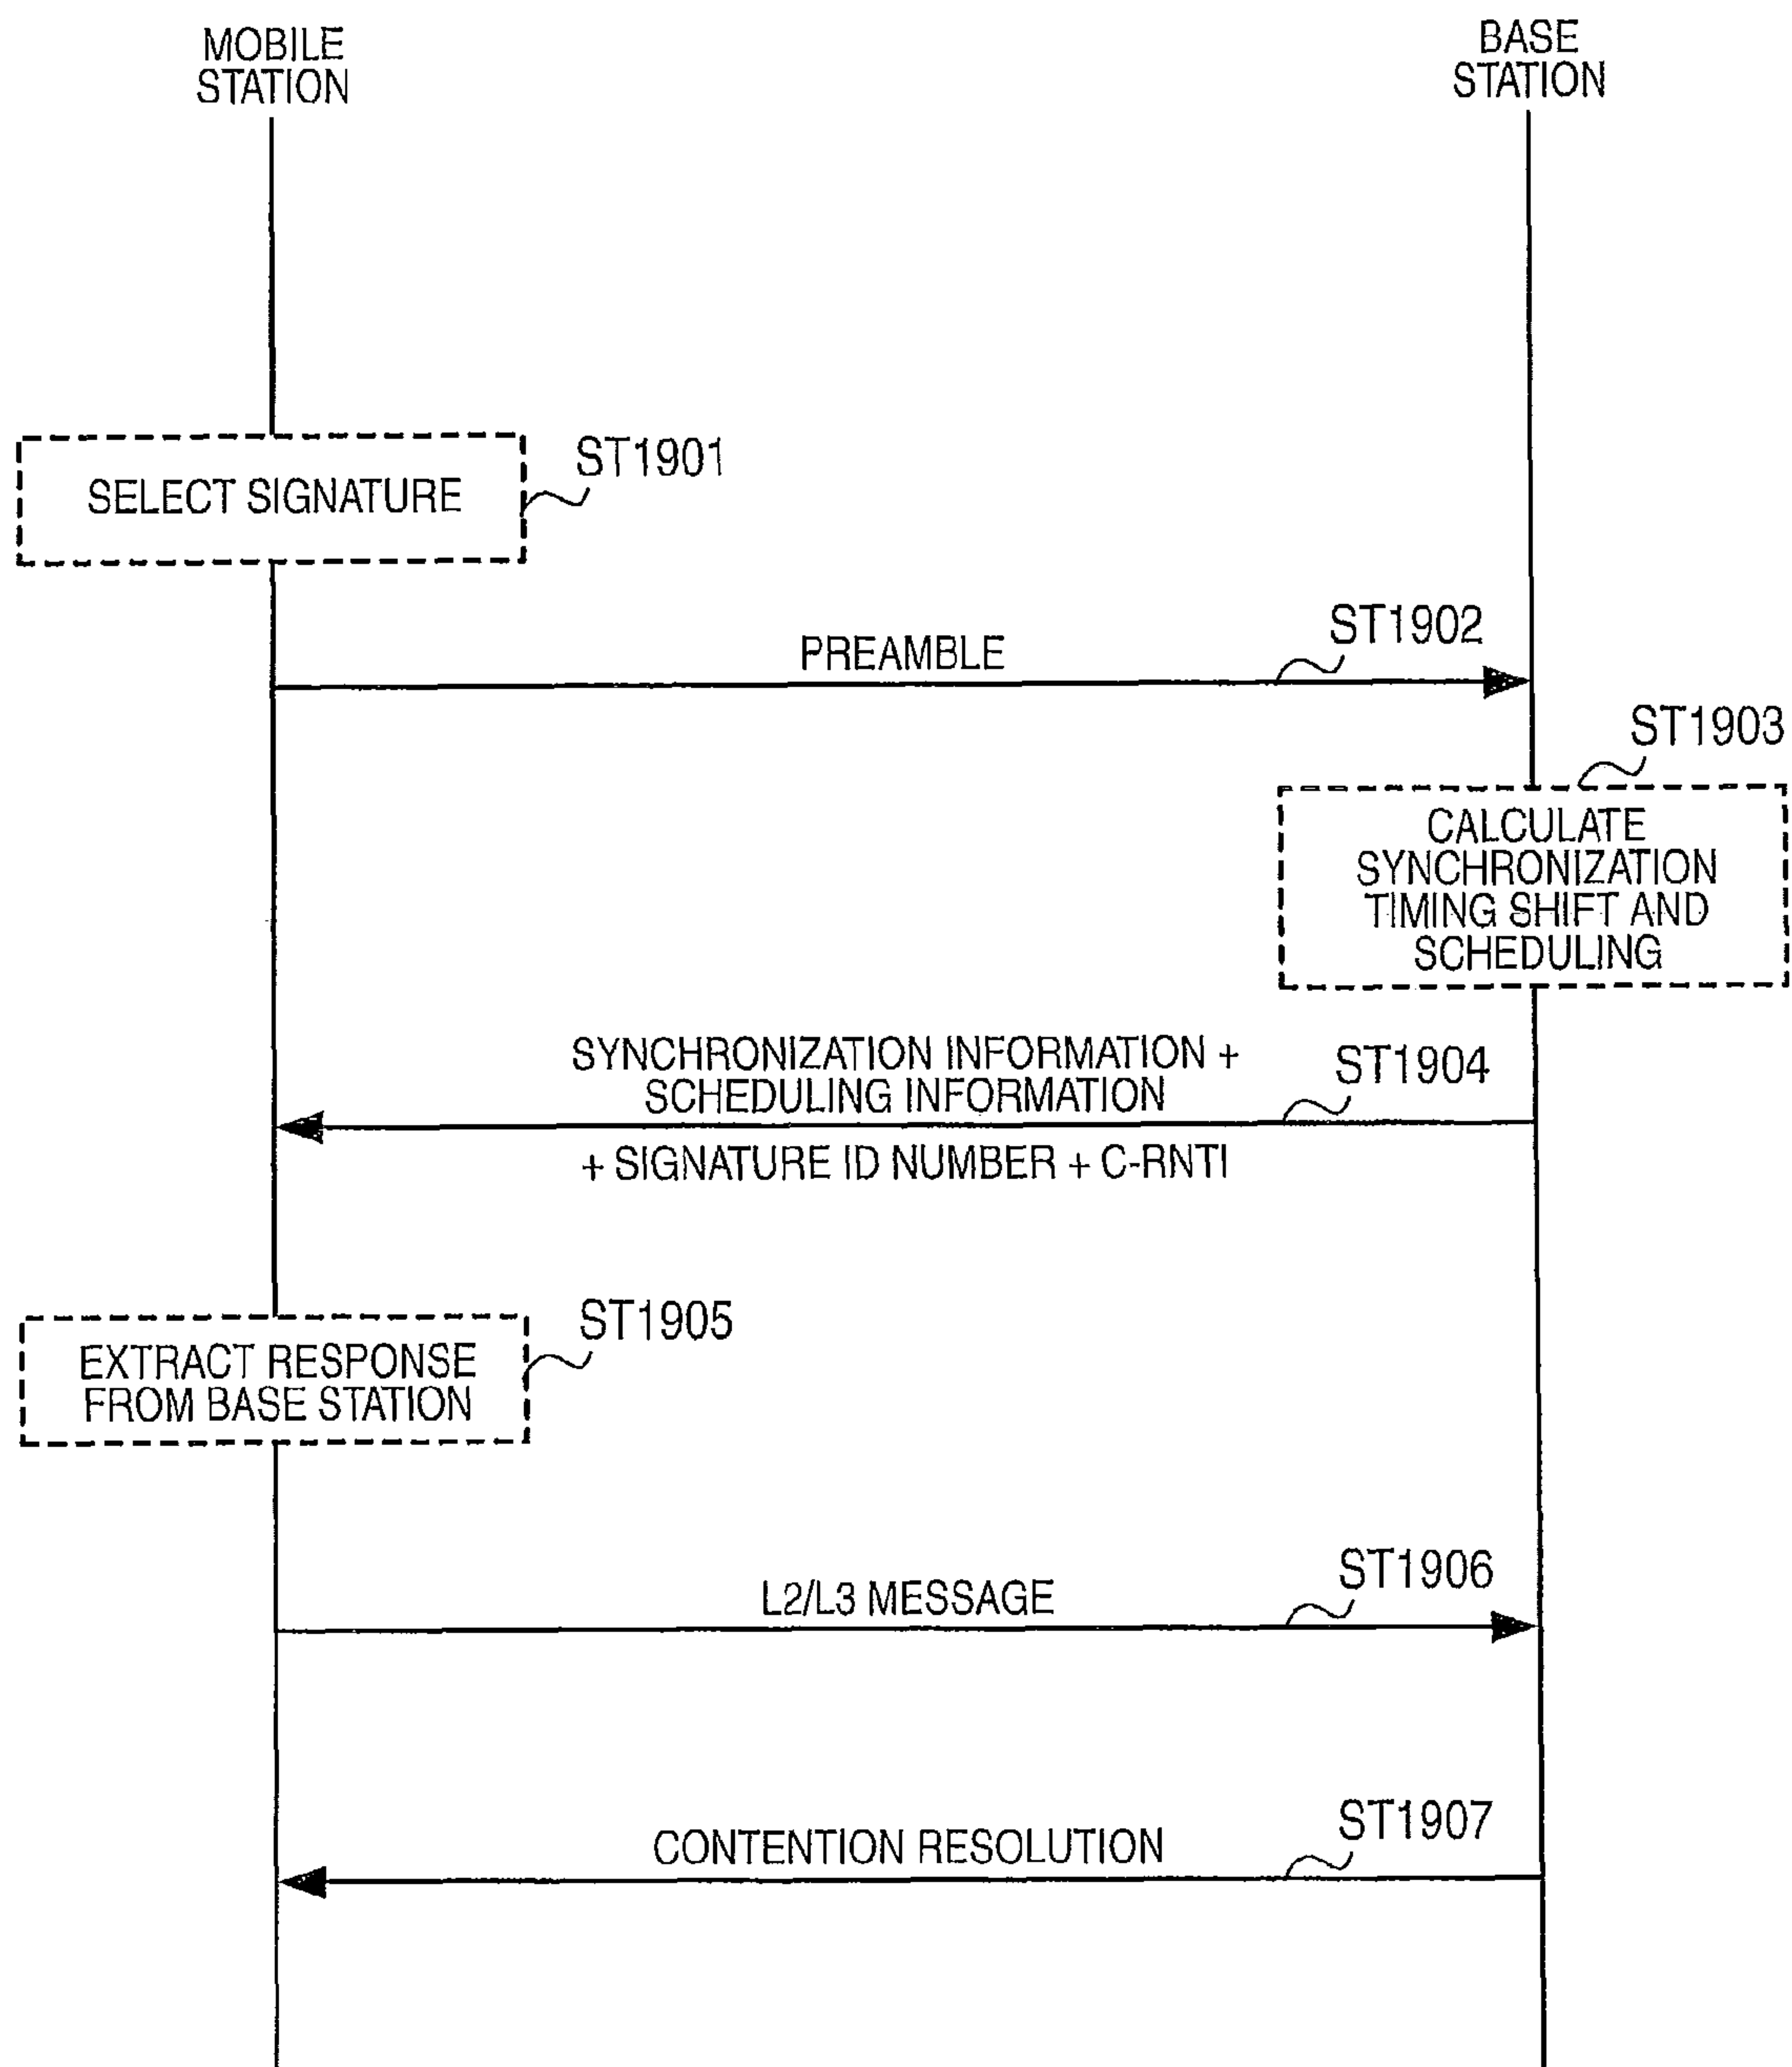 MOBILE
STATION
BASE
STATION
SELECT SIGNATURE
ST1901
PREAMBLE
ST1902
ST1903
CALCULATE
SYNCHRONIZATION
TIMING SHIFT AND
SCHEDULING
SYNCHRONIZATION INFORMATION +
SCHEDULING INFORMATION
ST1904
+ SIGNATURE ID NUMBER + C-RNTI
EXTRACT RESPONSE
FROM BASE STATION
ST1905
L2/L3 MESSAGE
ST1906
CONTENTION RESOLUTION
ST1907